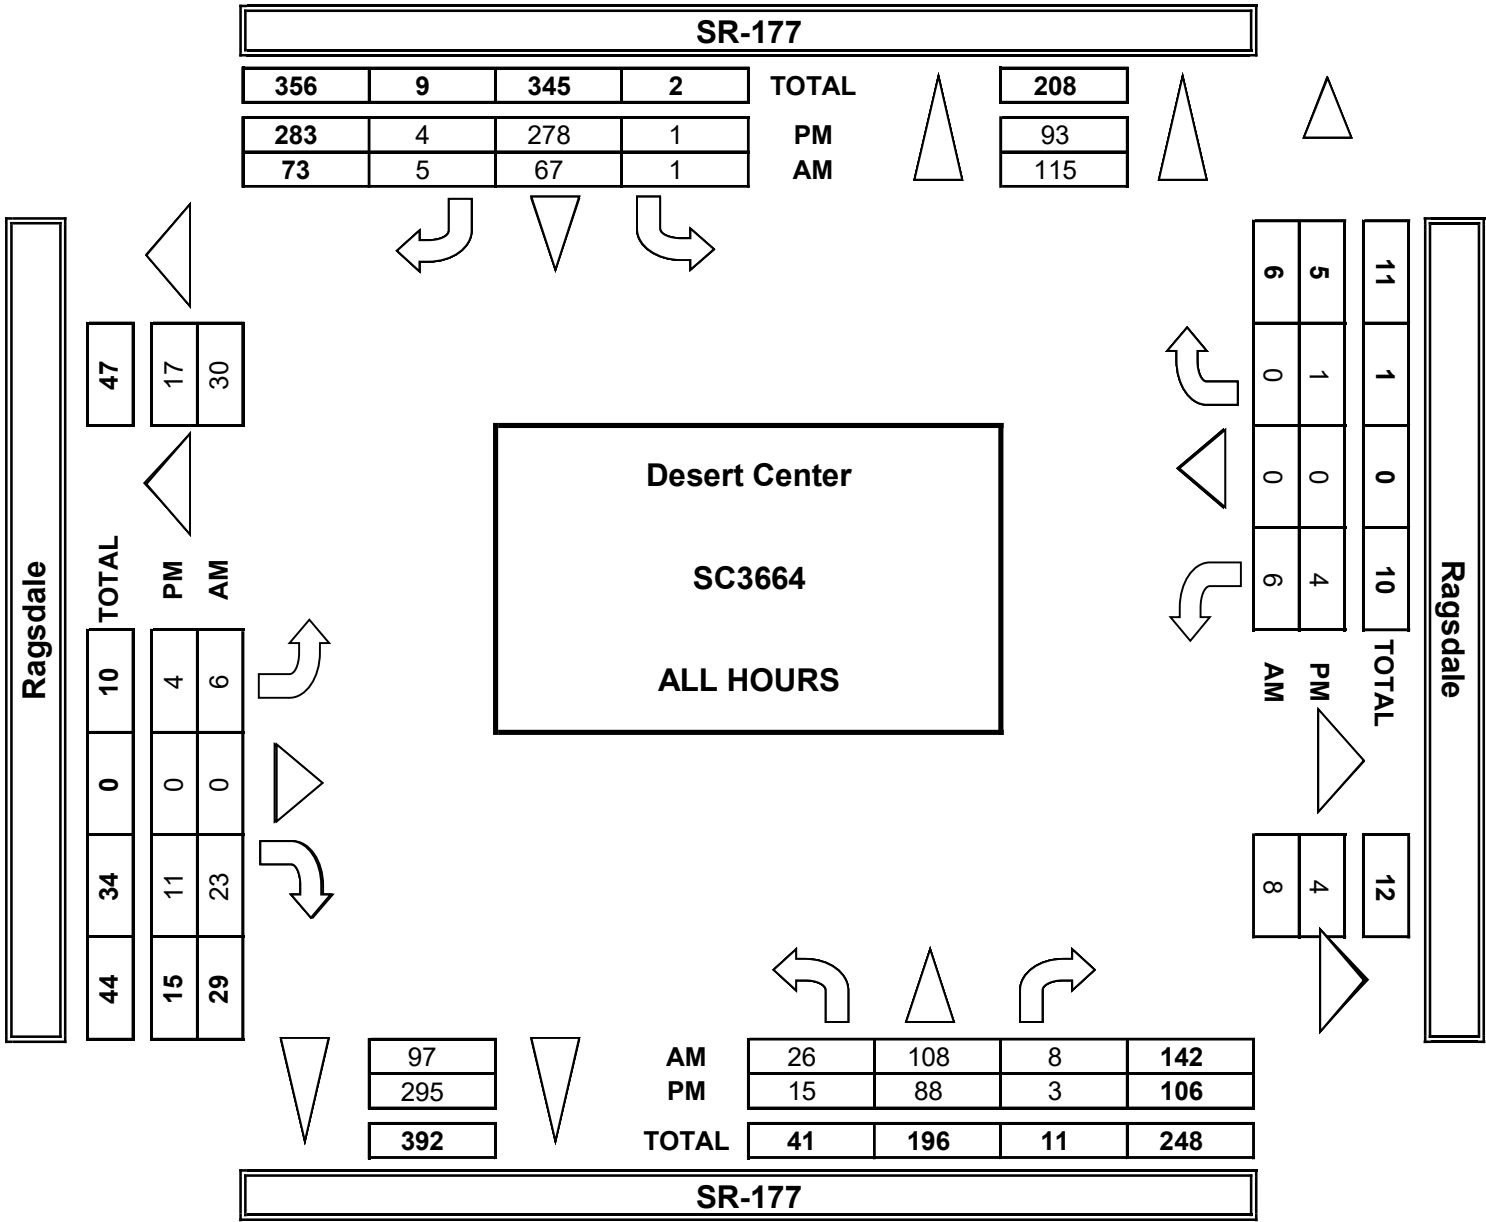 SR-177
356 9 345 2 TOTAL 208
283 4 278 1 PM 93
73 5 67 1 AM 115
Ragsdale
47 17 30
TOTAL PM AM
10 4 6
0 0 0
34 11 23
44 15 29
Desert Center
SC3664
ALL HOURS
6 5 11
0 1 1
0 0 0
6 4 10
AM PM TOTAL
8 4 12
Ragsdale
97 AM 26 108 8 142
295 PM 15 88 3 106
392 TOTAL 41 196 11 248
SR-177